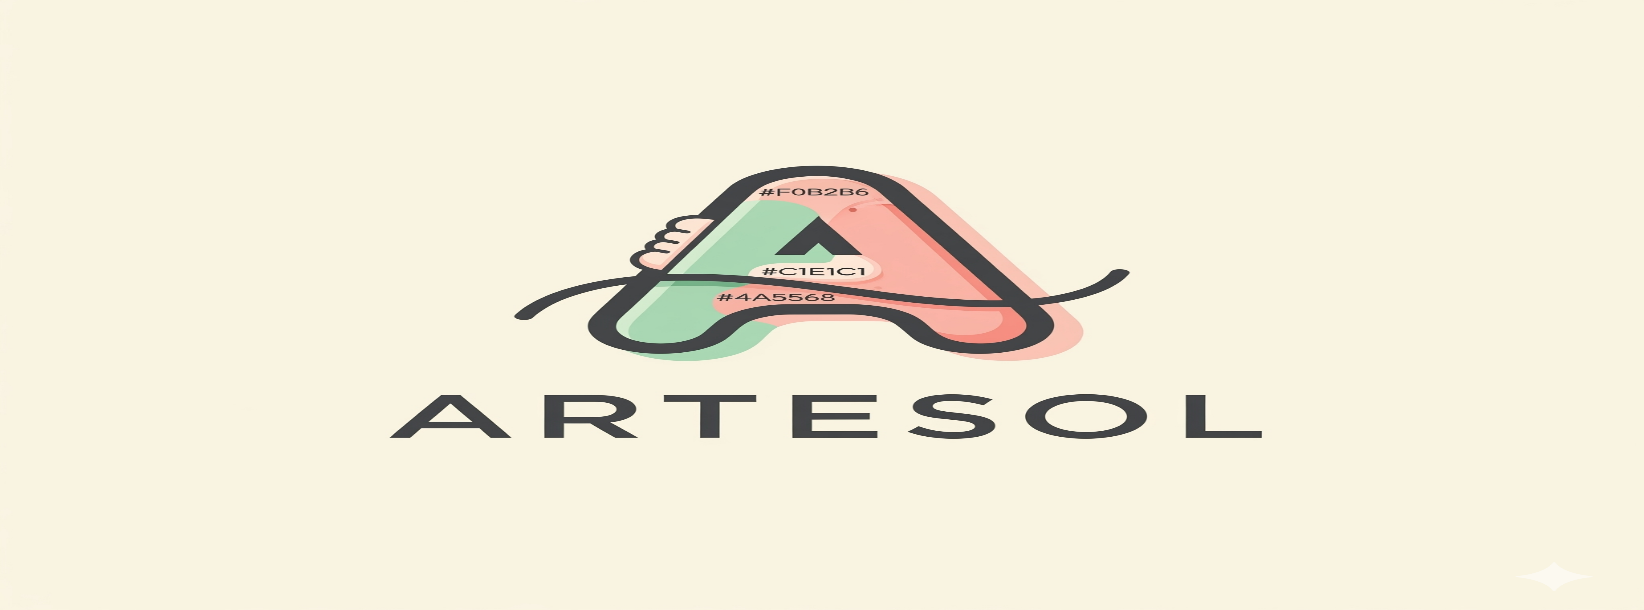 #F0B2B6
A
#C1E1C1
#4A5568
ARTESOL